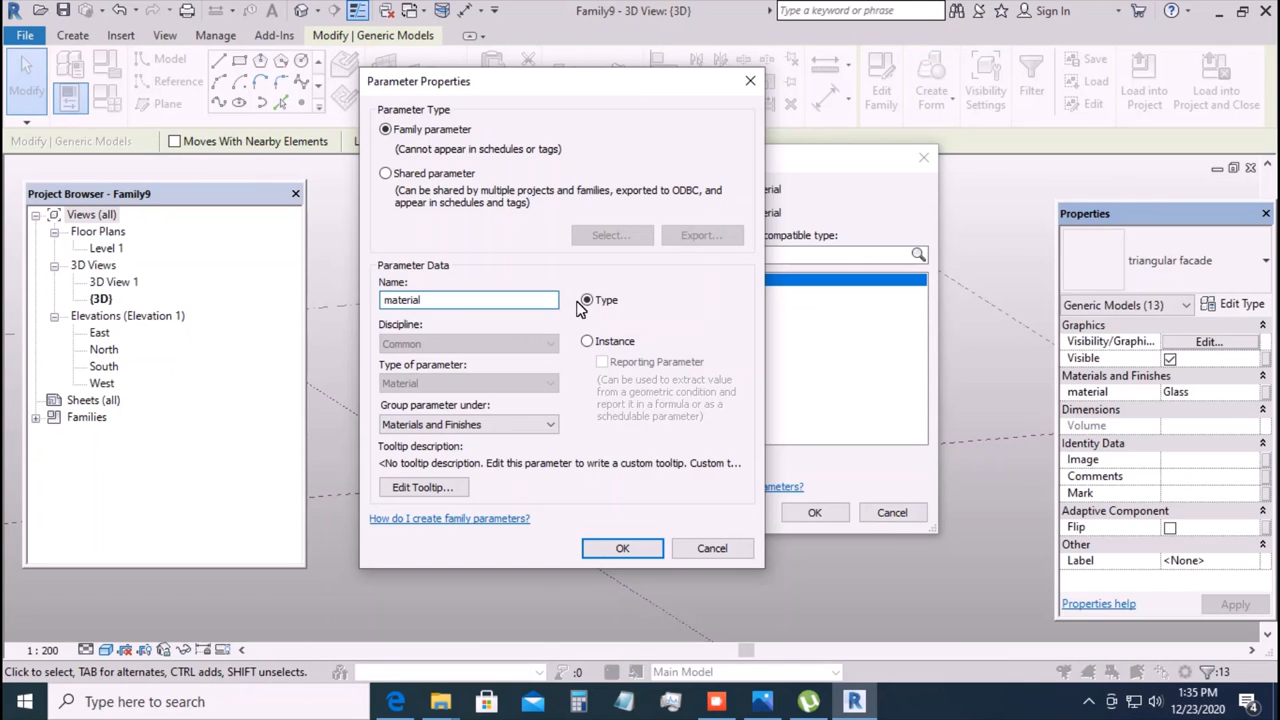 Family9 - 3D View: {3D}
Type a keyword or phrase
Sign In
File
Create
Insert
View
Manage
Add-Ins
Modify | Generic Models
Modify
Model
Reference
Plane
Edit
Family
Create
Form
Visibility
Settings
Filter
Save
Load
Edit
Load into
Project
Load into
Project and Close
Modify | Generic Models
Moves With Nearby Elements
Project Browser - Family9
Views (all)
Floor Plans
Level 1
3D Views
3D View 1
{3D}
Elevations (Elevation 1)
East
North
South
West
Sheets (all)
Families
Parameter Properties
Parameter Type
Family parameter
(Cannot appear in schedules or tags)
Shared parameter
(Can be shared by multiple projects and families, exported to ODBC, and
appear in schedules and tags)
Select...
Export...
Parameter Data
Name:
material
Type
Discipline:
Common
Instance
Reporting Parameter
Type of parameter:
Material
(Can be used to extract value
from a geometric condition and
report it in a formula or as a
schedulable parameter)
Group parameter under:
Materials and Finishes
Tooltip description:
<No tooltip description. Edit this parameter to write a custom tooltip. Custom t...
Edit Tooltip...
How do I create family parameters?
OK
Cancel
erial
erial
ompatible type:
ameters?
OK
Cancel
Properties
triangular facade
Generic Models (13)
Edit Type
Graphics
Visibility/Graphi...
Edit...
Visible
Materials and Finishes
material
Glass
Dimensions
Volume
Identity Data
Image
Comments
Mark
Adaptive Component
Flip
Other
Label
<None>
Properties help
Apply
1 : 200
Click to select, TAB for alternates, CTRL adds, SHIFT unselects.
:0
Main Model
:13
Type here to search
1:35 PM
12/23/2020
4